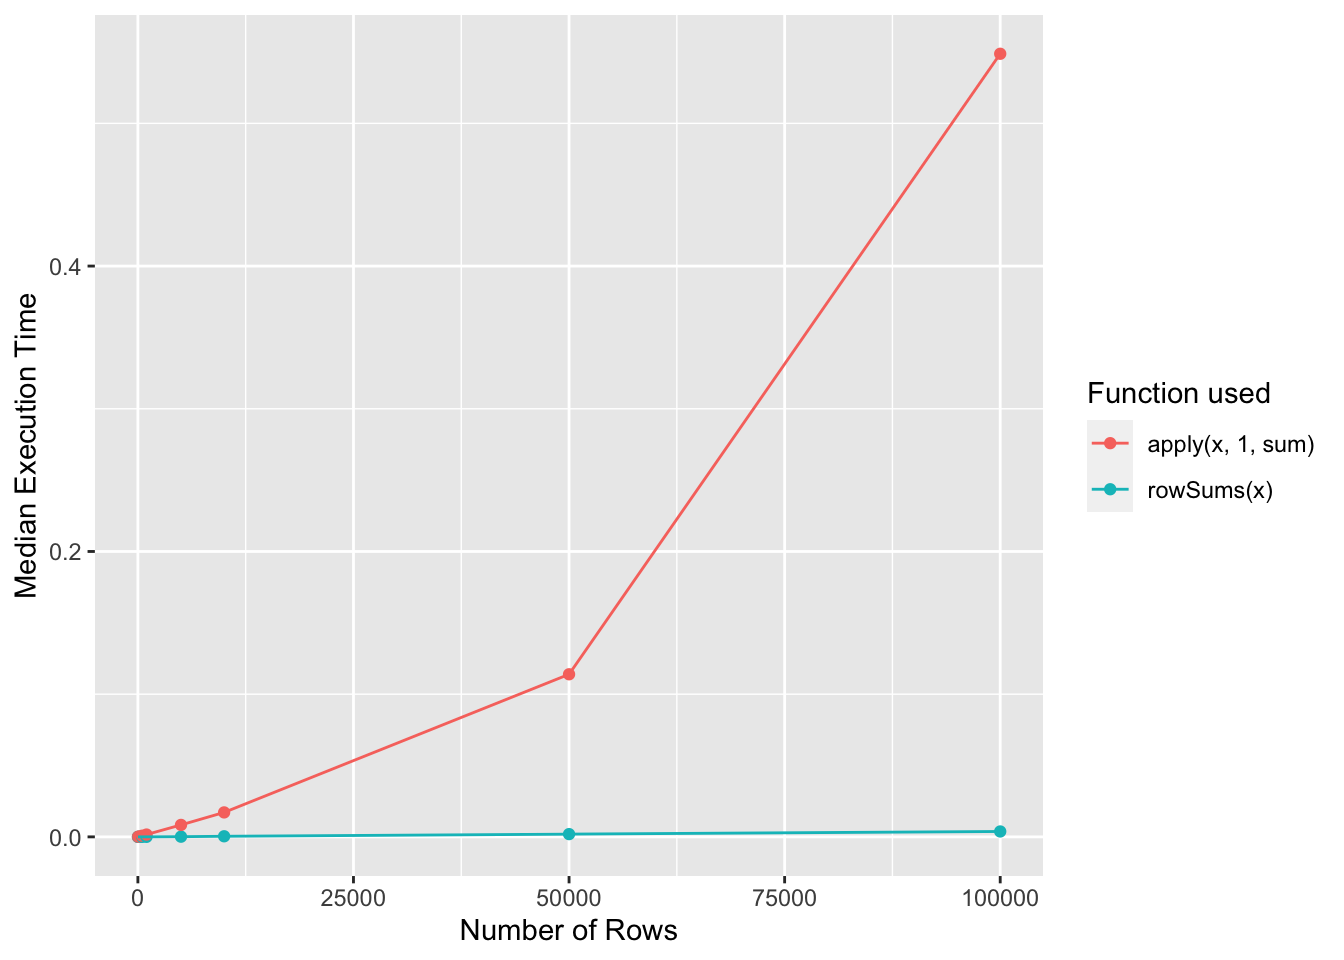 Median Execution Time
0.4
0.2
0.0
0
25000
50000
75000
100000
Number of Rows
Function used
apply(x, 1, sum)
rowSums(x)